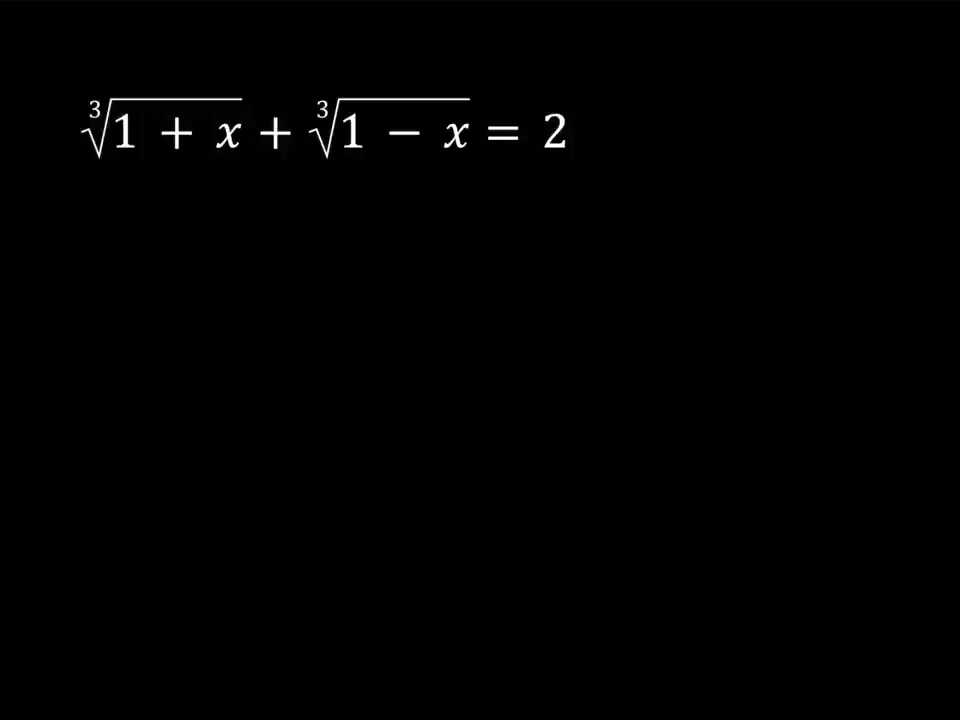 ∛(1 + x) + ∛(1 − x) = 2